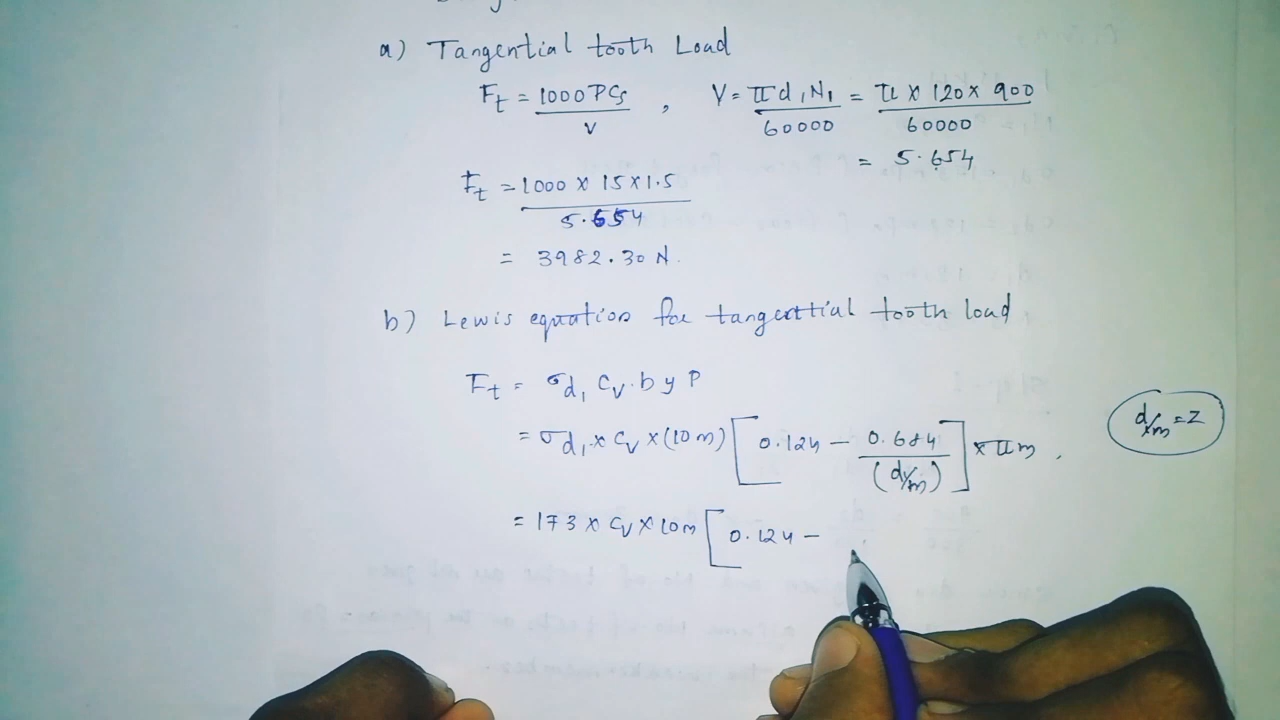 a) Tangential tooth Load
Ft = 1000 PCs / V , V = πd1N1 / 60000 = π x 120 x 900 / 60000
= 5.654
Ft = 1000 x 15 x 1.5 / 5.654
= 3982.30 N.
b) Lewis equation for tangential tooth load
Ft = σd1 Cv. b y P
= σd1 x Cv x (10m) [ 0.124 - 0.684 / (d/m) ] x πm .
d/m = Z
= 173 x Cv x 10m [ 0.124 -